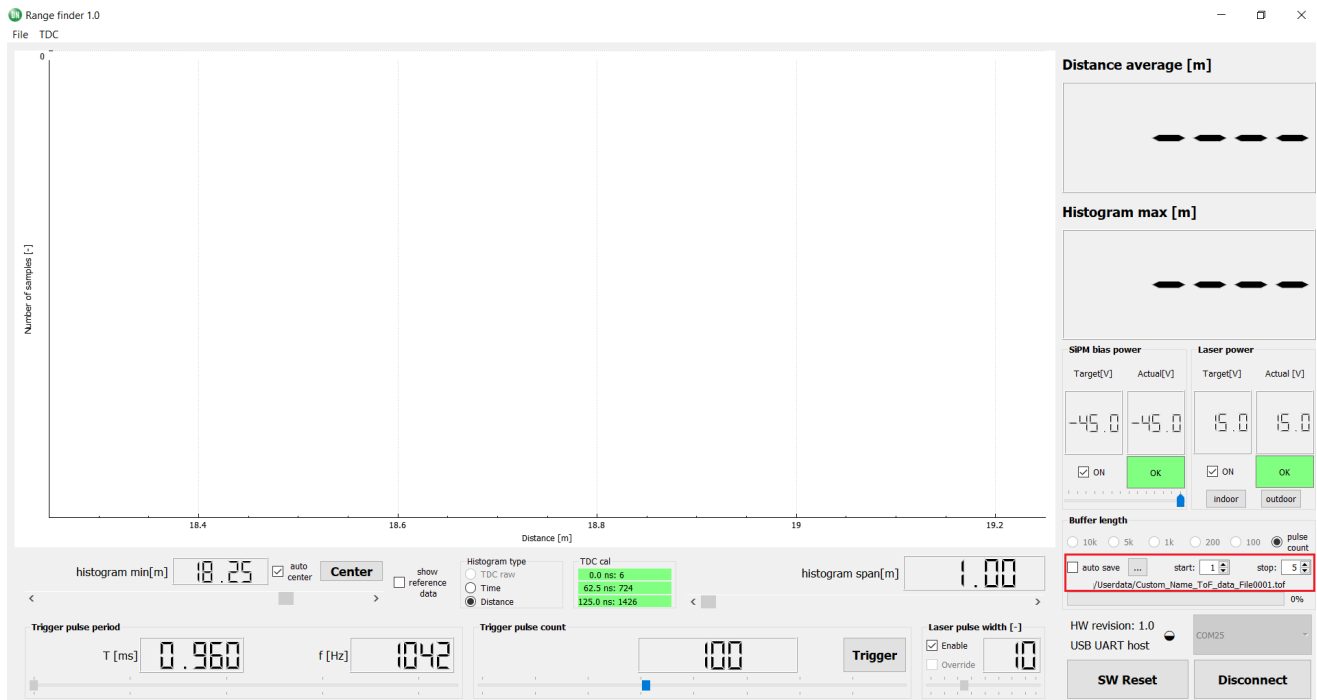 ON Range finder 1.0
File TDC
0
Number of samples [-]
18.4 18.6 18.8 19 19.2
Distance [m]
Distance average [m]
----
Histogram max [m]
----
SiPM bias power
Target[V] Actual[V]
-45.0 -45.0
ON OK
Laser power
Target[V] Actual [V]
15.0 15.0
ON OK
indoor outdoor
Buffer length
10k 5k 1k 200 100 pulse count
auto save ... start: 1 stop: 5
/Userdata/Custom_Name_ToF_data_File0001.tof
0%
histogram min[m] 18.25 auto center Center
show reference data
Histogram type
TDC raw
Time
Distance
TDC cal
0.0 ns: 6
62.5 ns: 724
125.0 ns: 1426
histogram span[m] 1.00
Trigger pulse period
T [ms] 0.960 f [Hz] 1042
Trigger pulse count
100 Trigger
Laser pulse width [-]
Enable
Override
10
HW revision: 1.0
USB UART host
COM25
SW Reset Disconnect